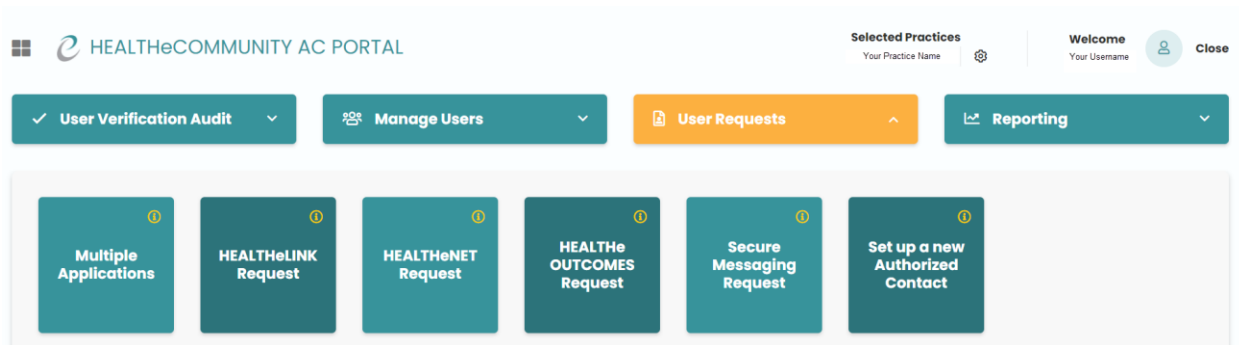 HEALTHeCOMMUNITY AC PORTAL
Selected Practices
Your Practice Name
Welcome
Your Username
Close
User Verification Audit
Manage Users
User Requests
Reporting
Multiple
Applications
HEALTHeLINK
Request
HEALTHeNET
Request
HEALTHe
OUTCOMES
Request
Secure
Messaging
Request
Set up a new
Authorized
Contact